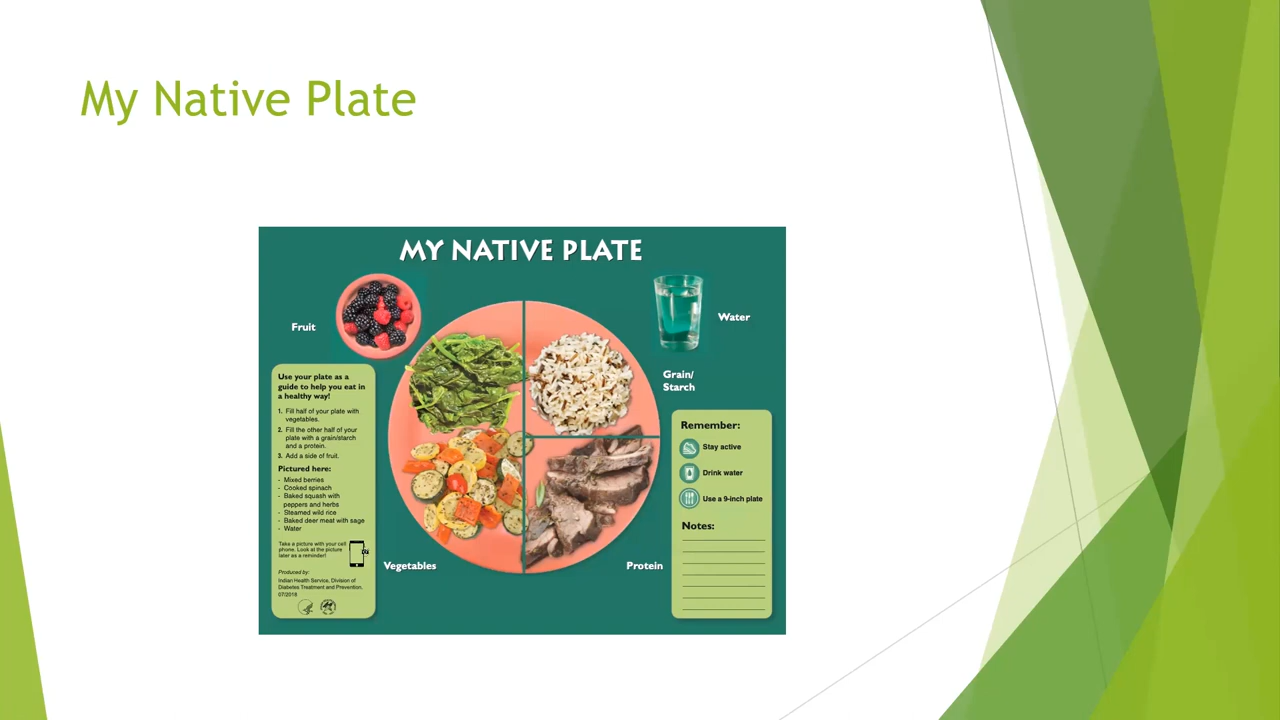 My Native Plate
MY NATIVE PLATE
Fruit
Water
Grain/
Starch
Use your plate as a
guide to help you eat in
a healthy way!
1. Fill half of your plate with
vegetables.
2. Fill the other half of your
plate with a grain/starch
and a protein.
3. Add a side of fruit.
Pictured here:
- Mixed berries
- Cooked spinach
- Baked squash with
peppers and herbs
- Steamed wild rice
- Baked deer meat with sage
- Water
Take a picture with your cell
phone. Look at the picture
later as a reminder!
Produced by:
Indian Health Service, Division of
Diabetes Treatment and Prevention,
07/2018
Vegetables
Protein
Remember:
Stay active
Drink water
Use a 9-inch plate
Notes: